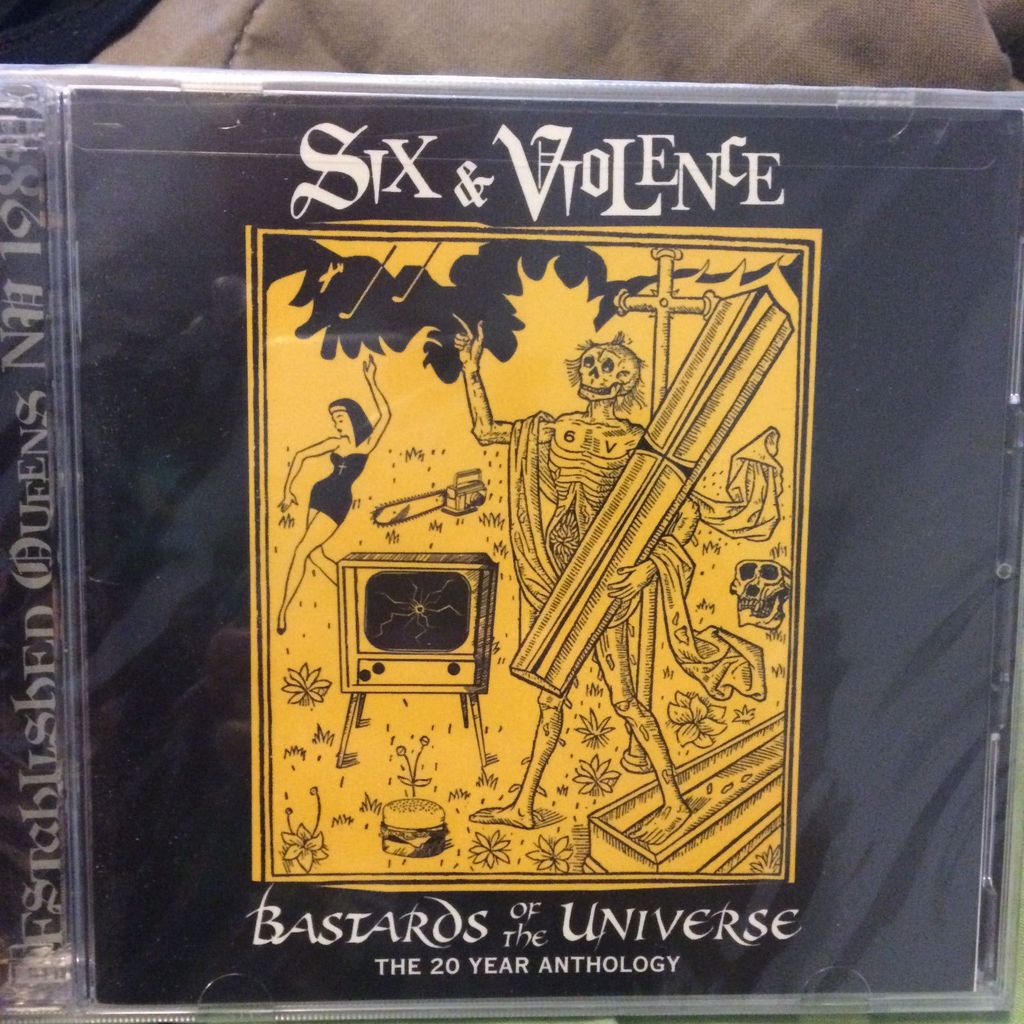 Six & Violence
6 V
Bastards of the Universe
THE 20 YEAR ANTHOLOGY
Established Queens NY 1984